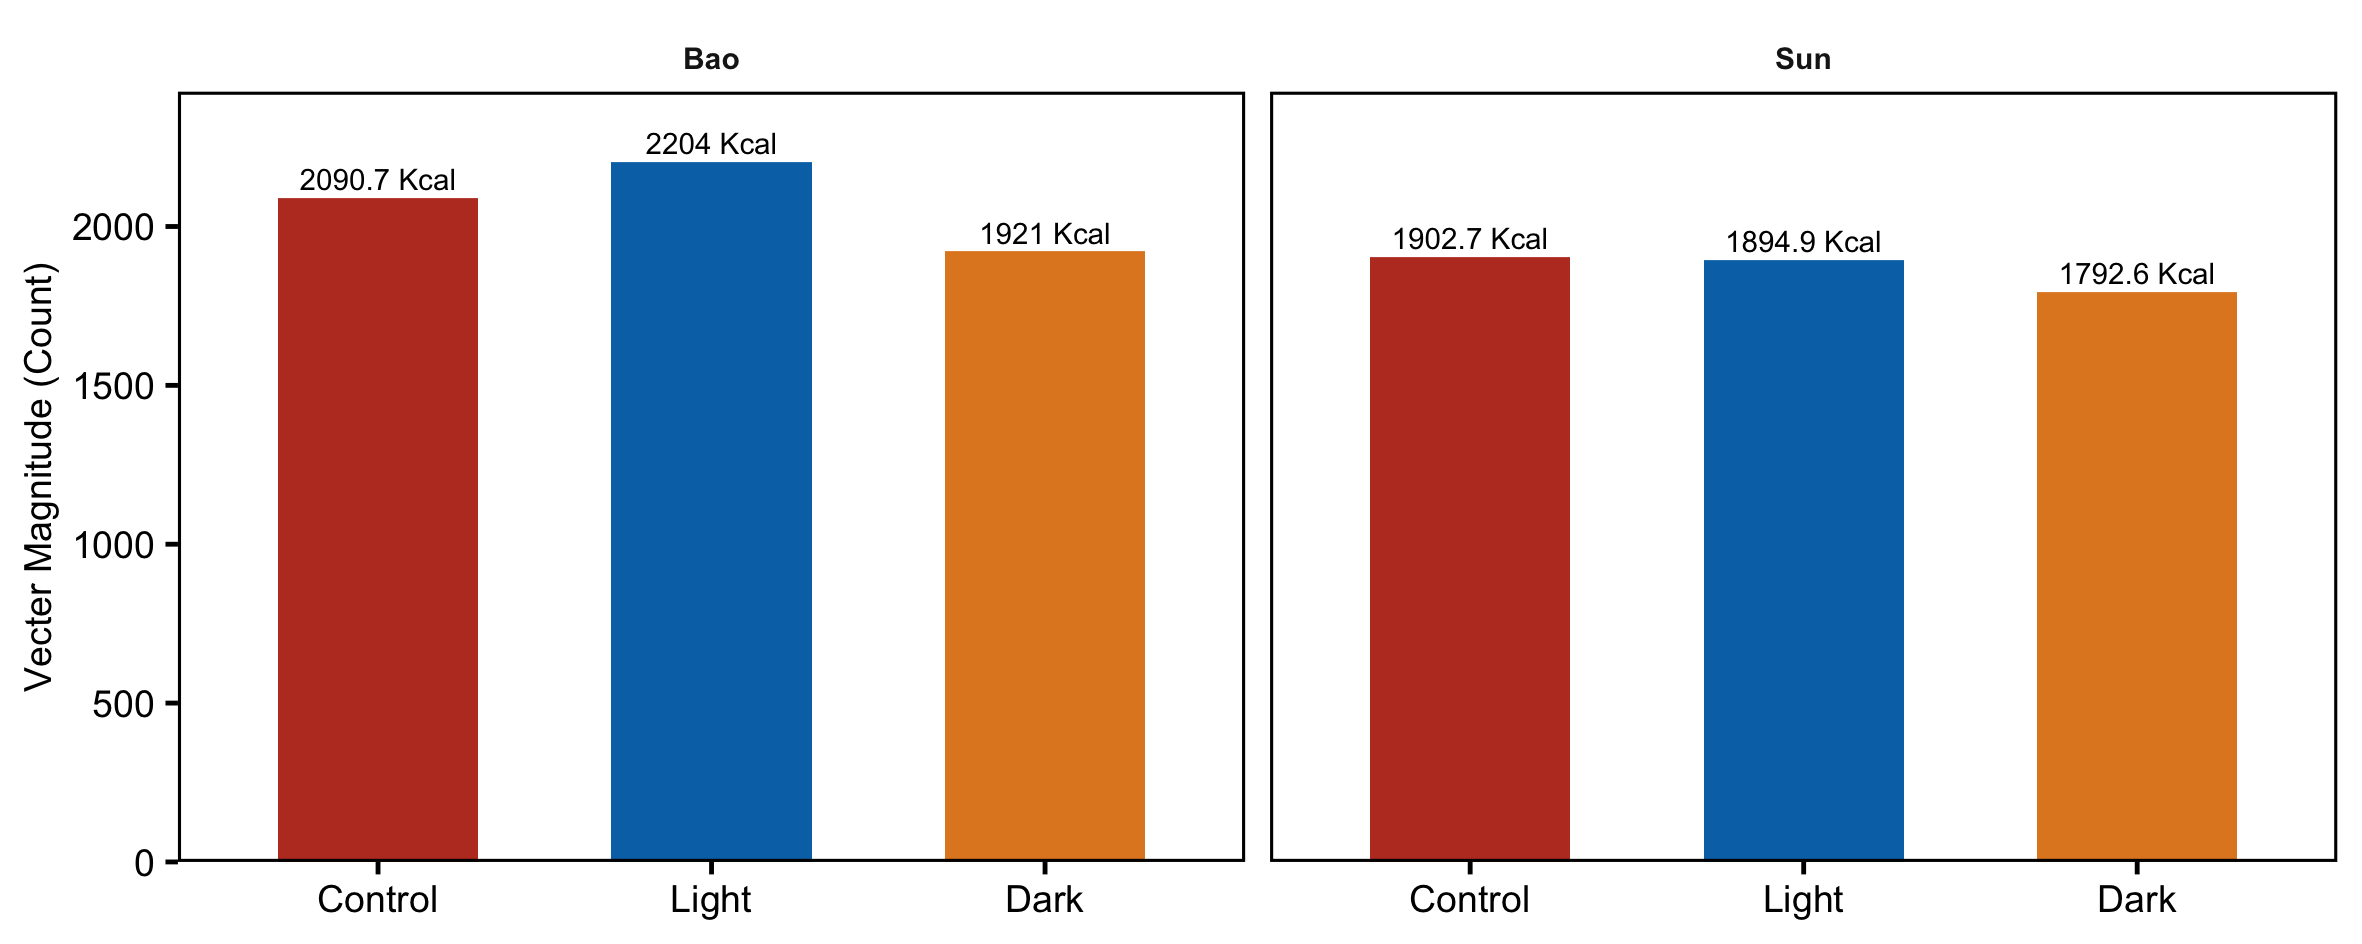 Bao
Sun
Vecter Magnitude (Count)
2000
1500
1000
500
0
2090.7 Kcal
2204 Kcal
1921 Kcal
Control
Light
Dark
1902.7 Kcal
1894.9 Kcal
1792.6 Kcal
Control
Light
Dark